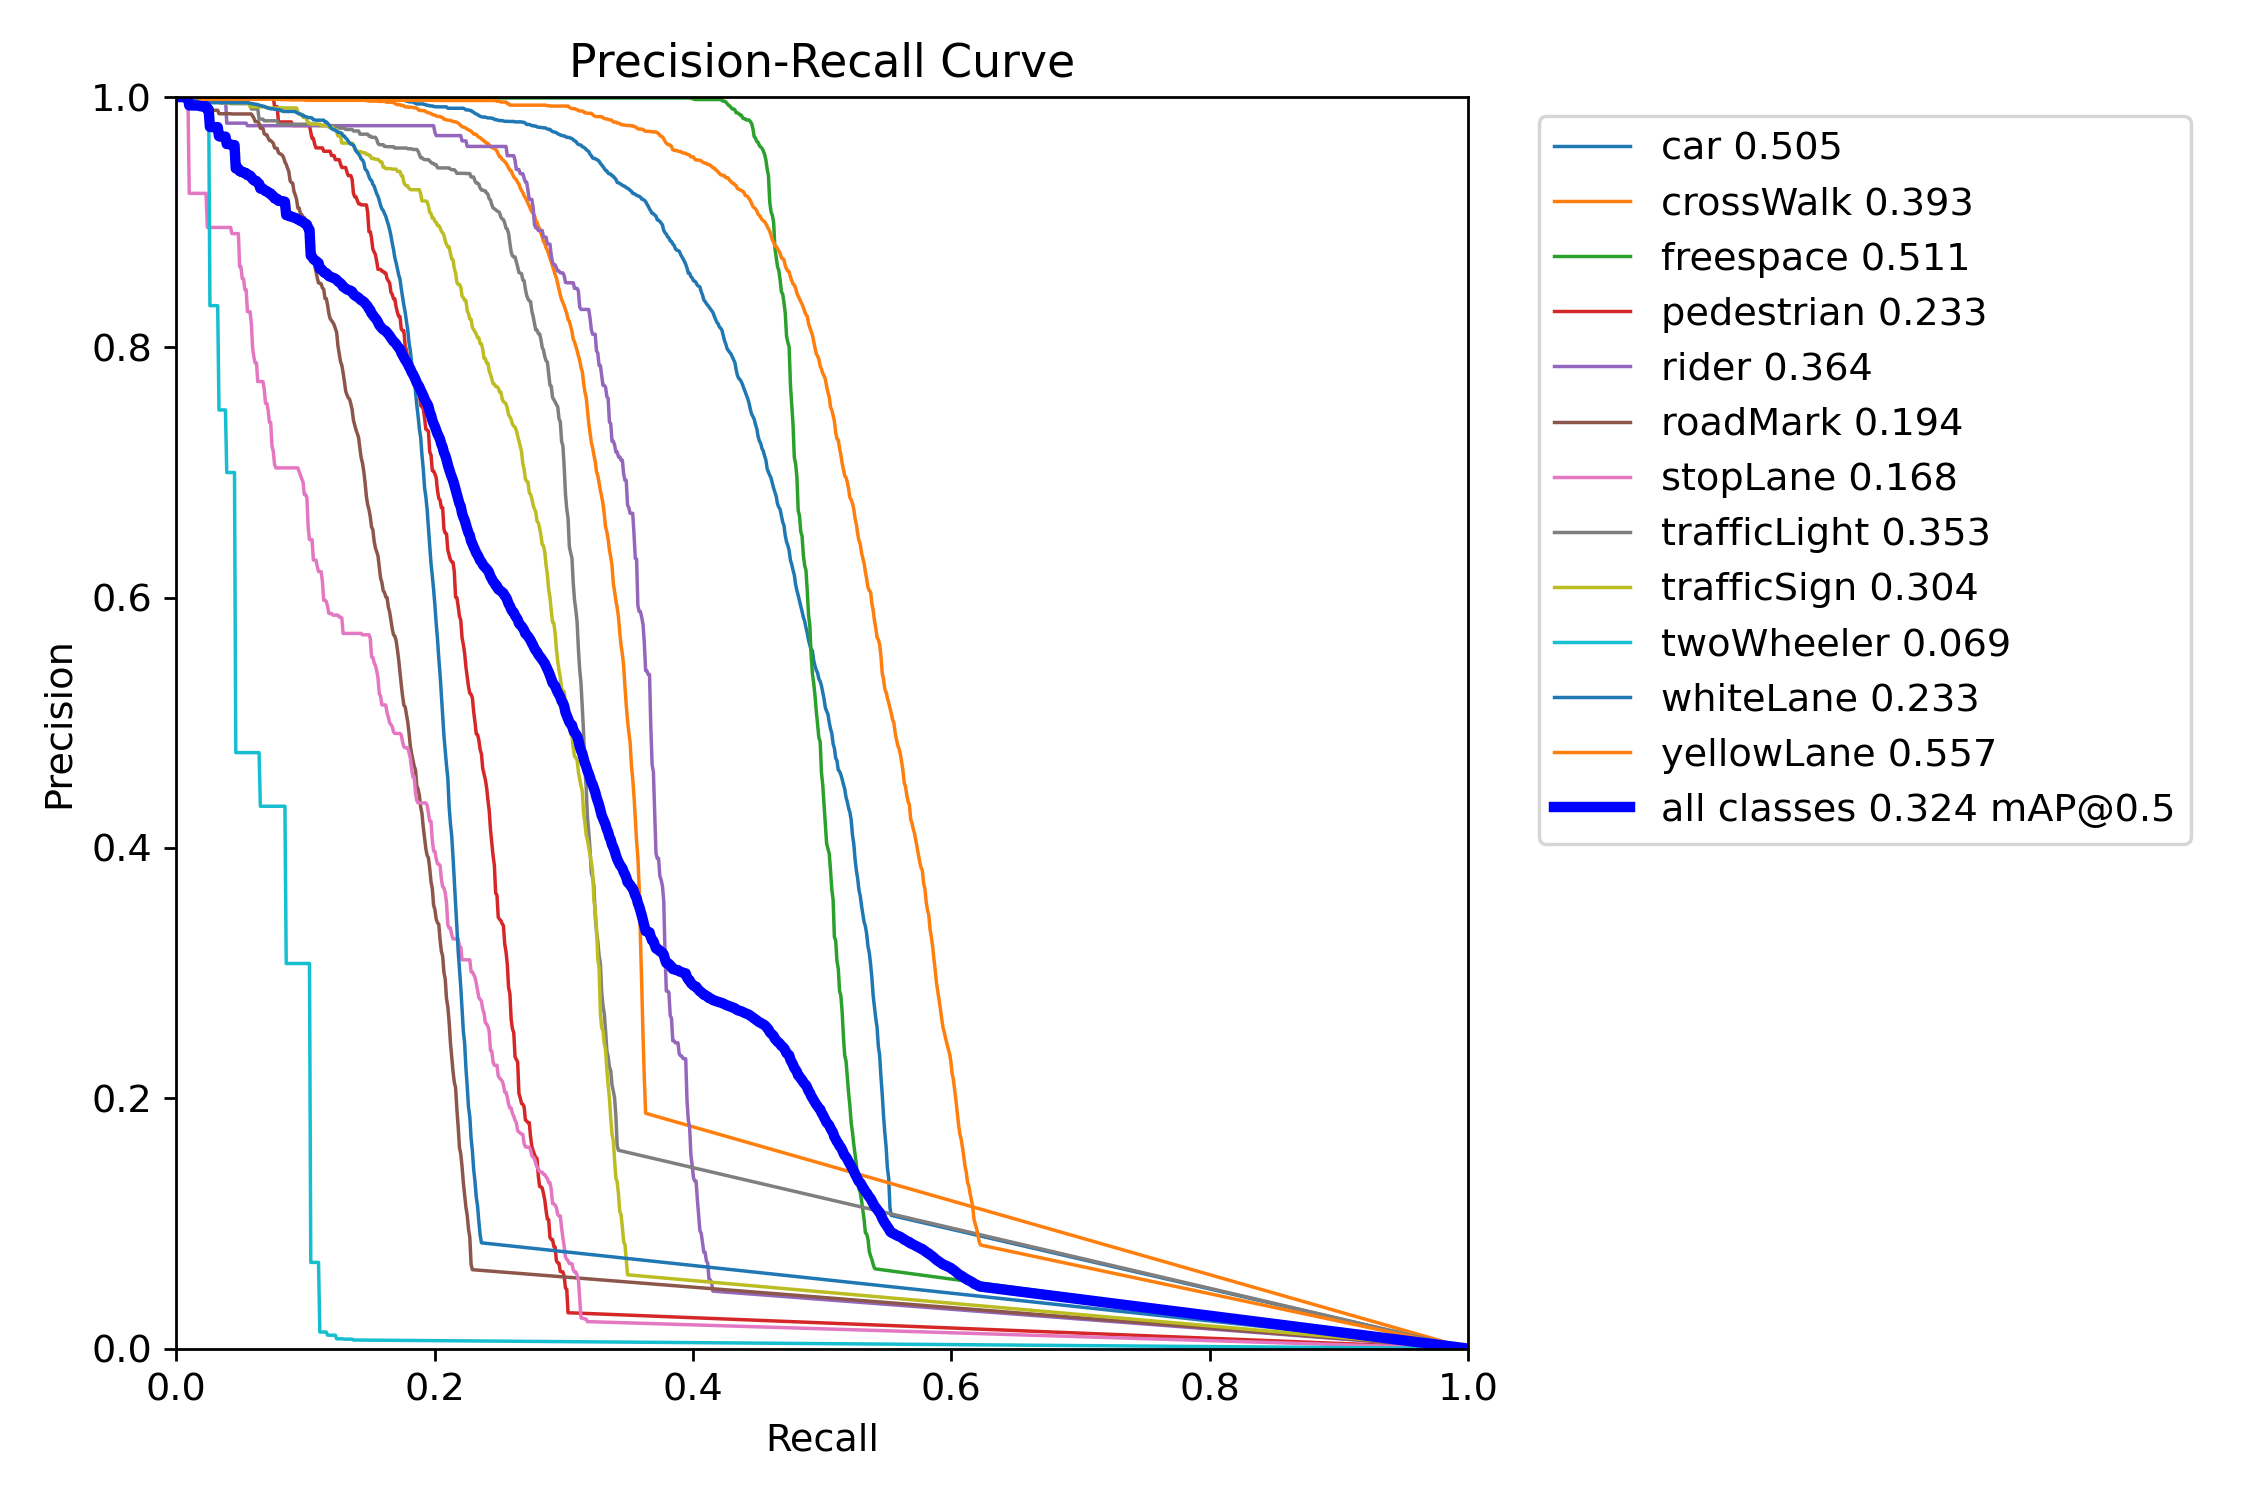 Precision-Recall Curve
1.0
0.8
0.6
0.4
0.2
0.0
Precision
0.0 0.2 0.4 0.6 0.8 1.0
Recall
car 0.505
crossWalk 0.393
freespace 0.511
pedestrian 0.233
rider 0.364
roadMark 0.194
stopLane 0.168
trafficLight 0.353
trafficSign 0.304
twoWheeler 0.069
whiteLane 0.233
yellowLane 0.557
all classes 0.324 mAP@0.5